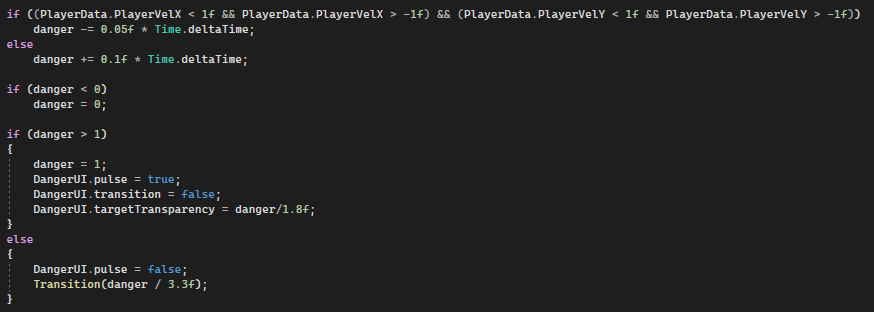 if ((PlayerData.PlayerVelX < 1f && PlayerData.PlayerVelX > -1f) && (PlayerData.PlayerVelY < 1f && PlayerData.PlayerVelY > -1f))
danger -= 0.05f * Time.deltaTime;
else
danger += 0.1f * Time.deltaTime;
if (danger < 0)
danger = 0;
if (danger > 1)
{
danger = 1;
DangerUI.pulse = true;
DangerUI.transition = false;
DangerUI.targetTransparency = danger/1.8f;
}
else
{
DangerUI.pulse = false;
Transition(danger / 3.3f);
}